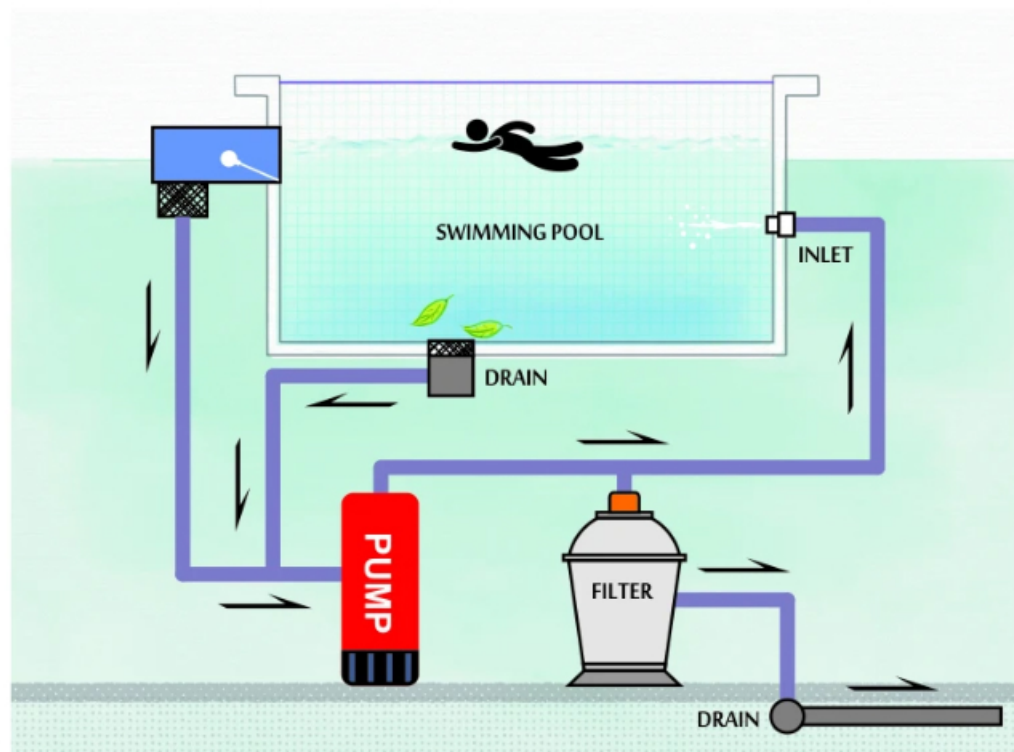 SWIMMING POOL
INLET
DRAIN
PUMP
FILTER
DRAIN